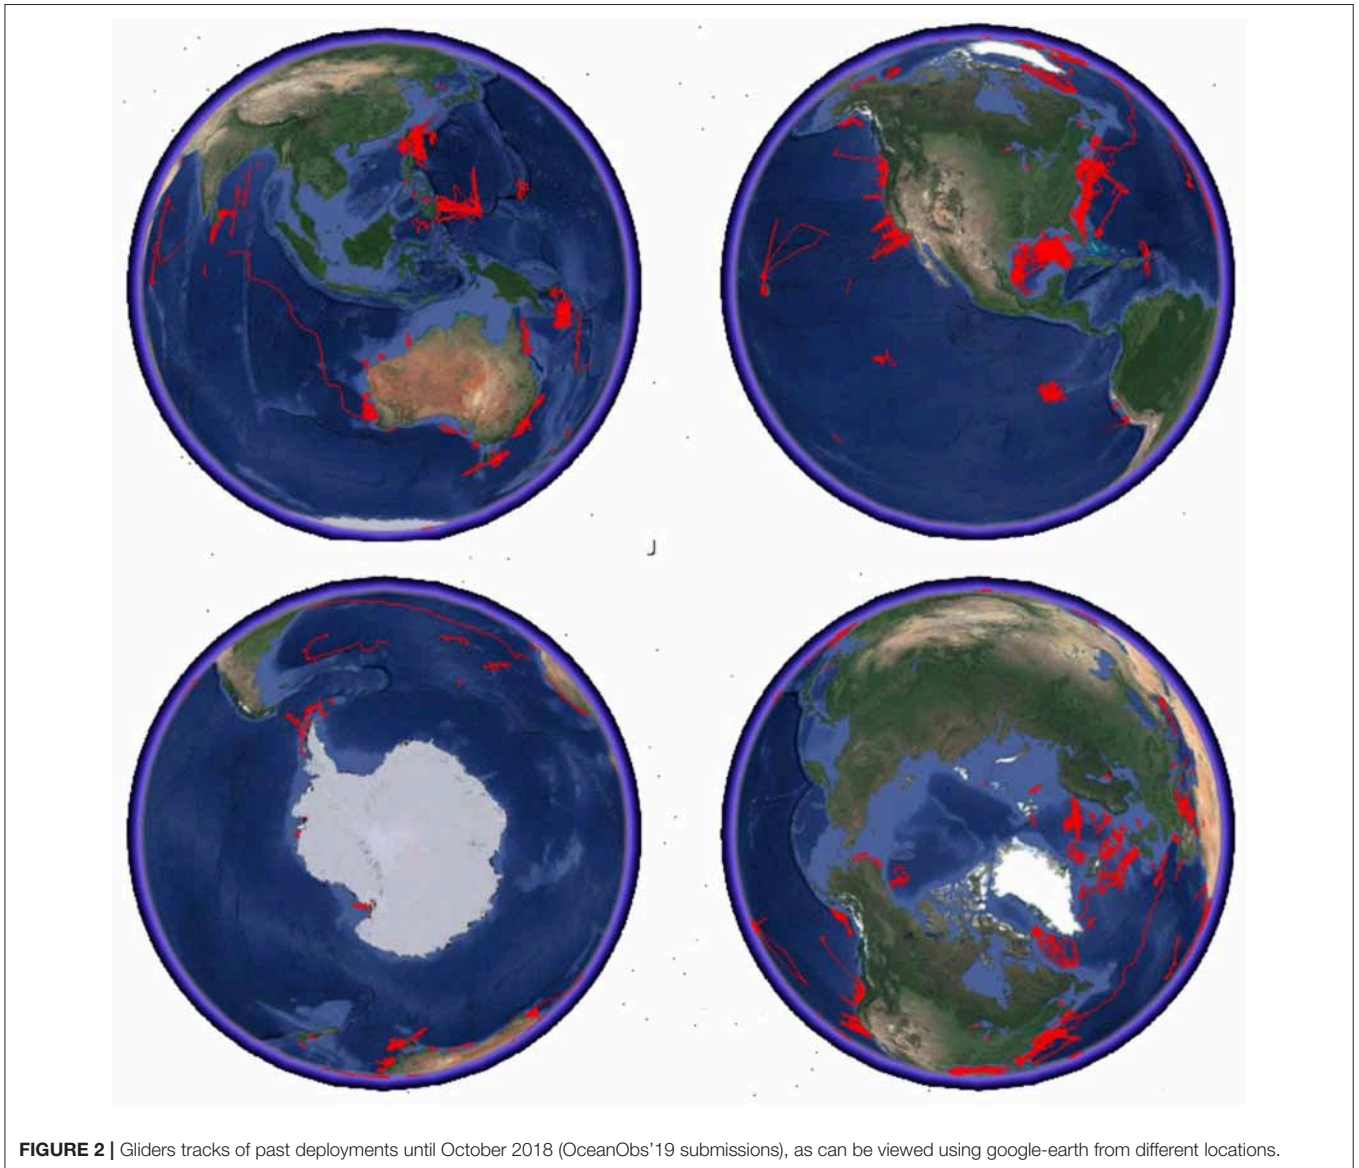 FIGURE 2 | Gliders tracks of past deployments until October 2018 (OceanObs'19 submissions), as can be viewed using google-earth from different locations.